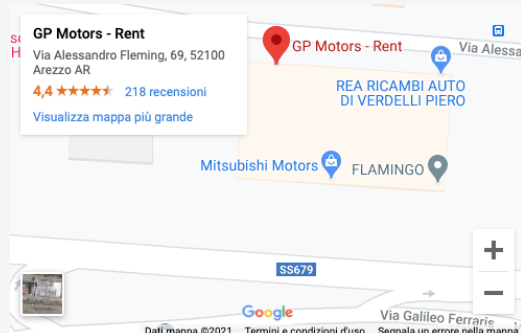 GP Motors - Rent
Via Alessandro Fleming, 69, 52100
Arezzo AR
4,4 218 recensioni
Visualizza mappa più grande
GP Motors - Rent
Via Alessa
REA RICAMBI AUTO
DI VERDELLI PIERO
Mitsubishi Motors
FLAMINGO
SS679
Google
Via Galileo Ferraris
Dati mappa ©2021 Termini e condizioni d'uso Segnala un errore nella mappa